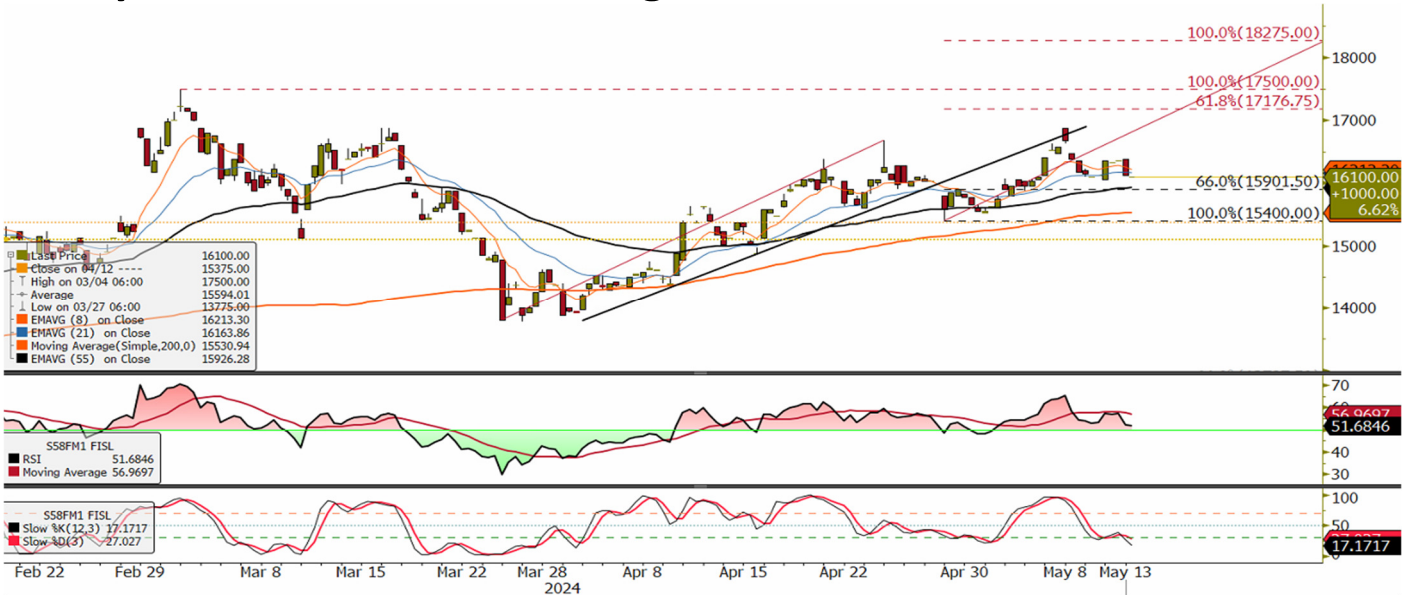 100.0%(18275.00)
18000
100.0%(17500.00)
61.8%(17176.75)
17000
16213.30
16100.00
+1000.00
6.62%
66.0%(15901.50)
100.0%(15400.00)
15000
14000
Last Price 16100.00
Close on 04/12 ---- 15375.00
High on 03/04 06:00 17500.00
Average 15594.01
Low on 03/27 06:00 13775.00
EMAVG (8) on Close 16213.30
EMAVG (21) on Close 16163.86
Moving Average(Simple,200,0) 15530.94
EMAVG (55) on Close 15926.28
70
56.9697
51.6846
40
30
S58FM1 FISL
RSI 51.6846
Moving Average 56.9697
100
50
27.027
17.1717
0
S58FM1 FISL
Slow %K(12,3) 17.1717
Slow %D(3) 27.027
Feb 22 Feb 29 Mar 8 Mar 15 Mar 22 Mar 28 Apr 8 Apr 15 Apr 22 Apr 30 May 8 May 13
2024